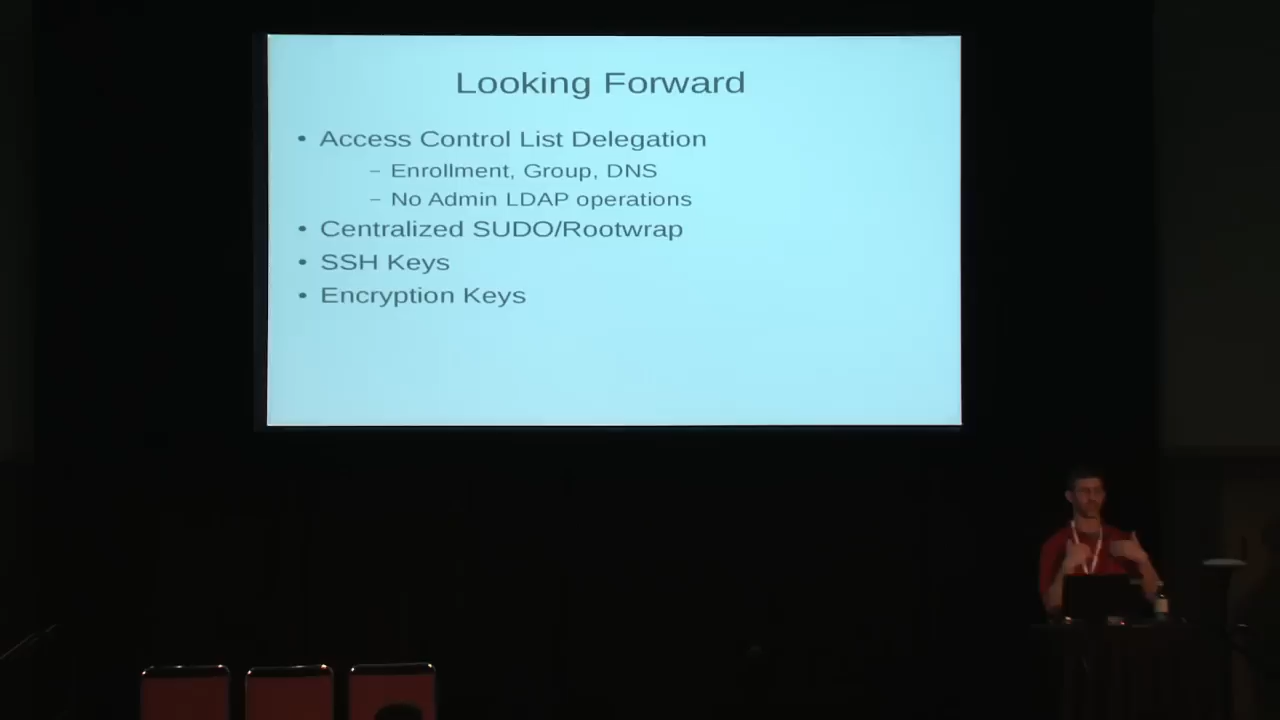 Looking Forward
• Access Control List Delegation
– Enrollment, Group, DNS
– No Admin LDAP operations
• Centralized SUDO/Rootwrap
• SSH Keys
• Encryption Keys